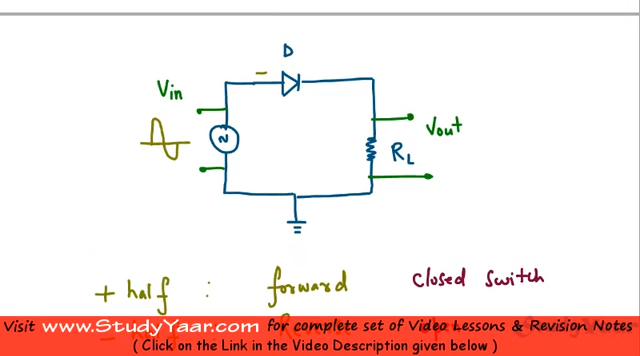 D
Vin
Vout
RL
+ half : forward closed switch
Visit www.StudyYaar.com for complete set of Video Lessons & Revision Notes
( Click on the Link in the Video Description given below )